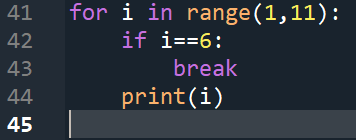 41 for i in range(1,11):
42     if i==6:
43         break
44     print(i)
45